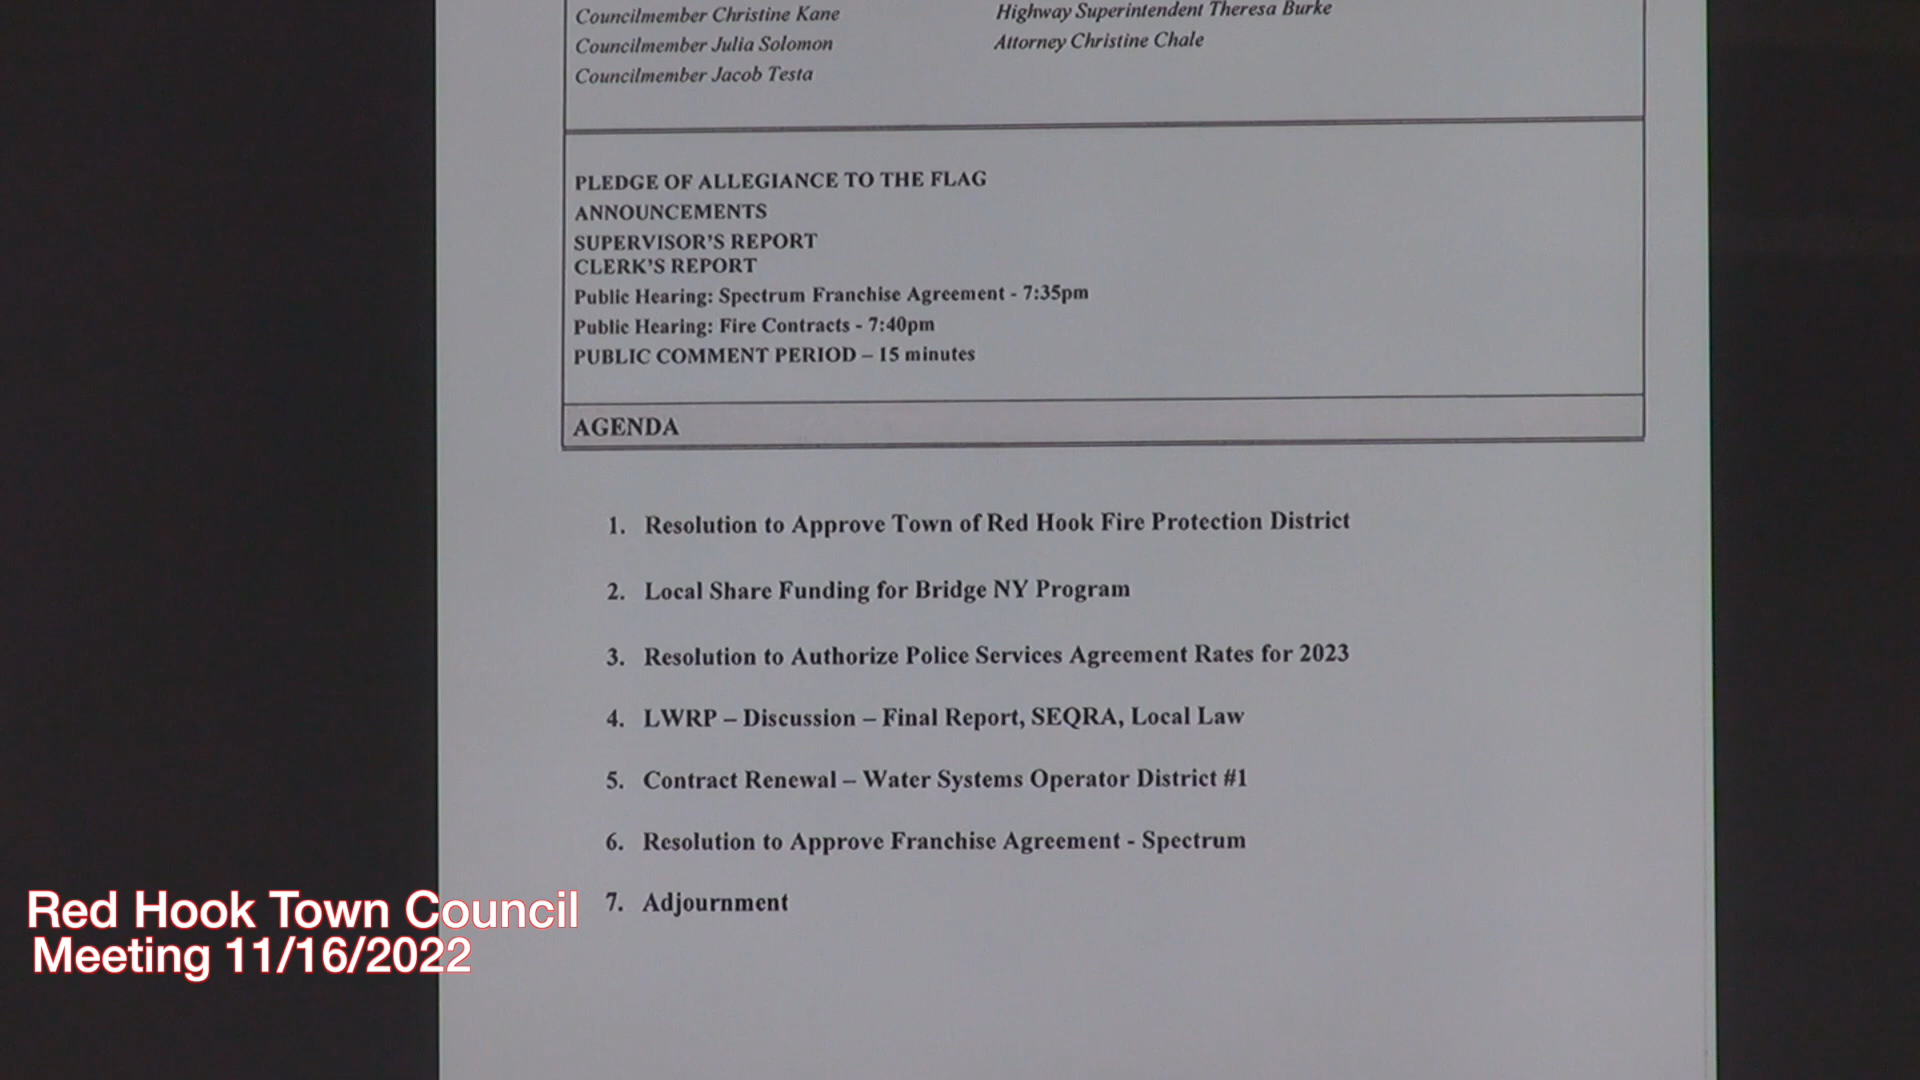 Councilmember Christine Kane
Highway Superintendent Theresa Burke
Councilmember Julia Solomon
Attorney Christine Chale
Councilmember Jacob Testa
PLEDGE OF ALLEGIANCE TO THE FLAG
ANNOUNCEMENTS
SUPERVISOR'S REPORT
CLERK'S REPORT
Public Hearing: Spectrum Franchise Agreement - 7:35pm
Public Hearing: Fire Contracts - 7:40pm
PUBLIC COMMENT PERIOD – 15 minutes
AGENDA
1. Resolution to Approve Town of Red Hook Fire Protection District
2. Local Share Funding for Bridge NY Program
3. Resolution to Authorize Police Services Agreement Rates for 2023
4. LWRP – Discussion – Final Report, SEQRA, Local Law
5. Contract Renewal – Water Systems Operator District #1
6. Resolution to Approve Franchise Agreement - Spectrum
7. Adjournment
Red Hook Town Council
Meeting 11/16/2022